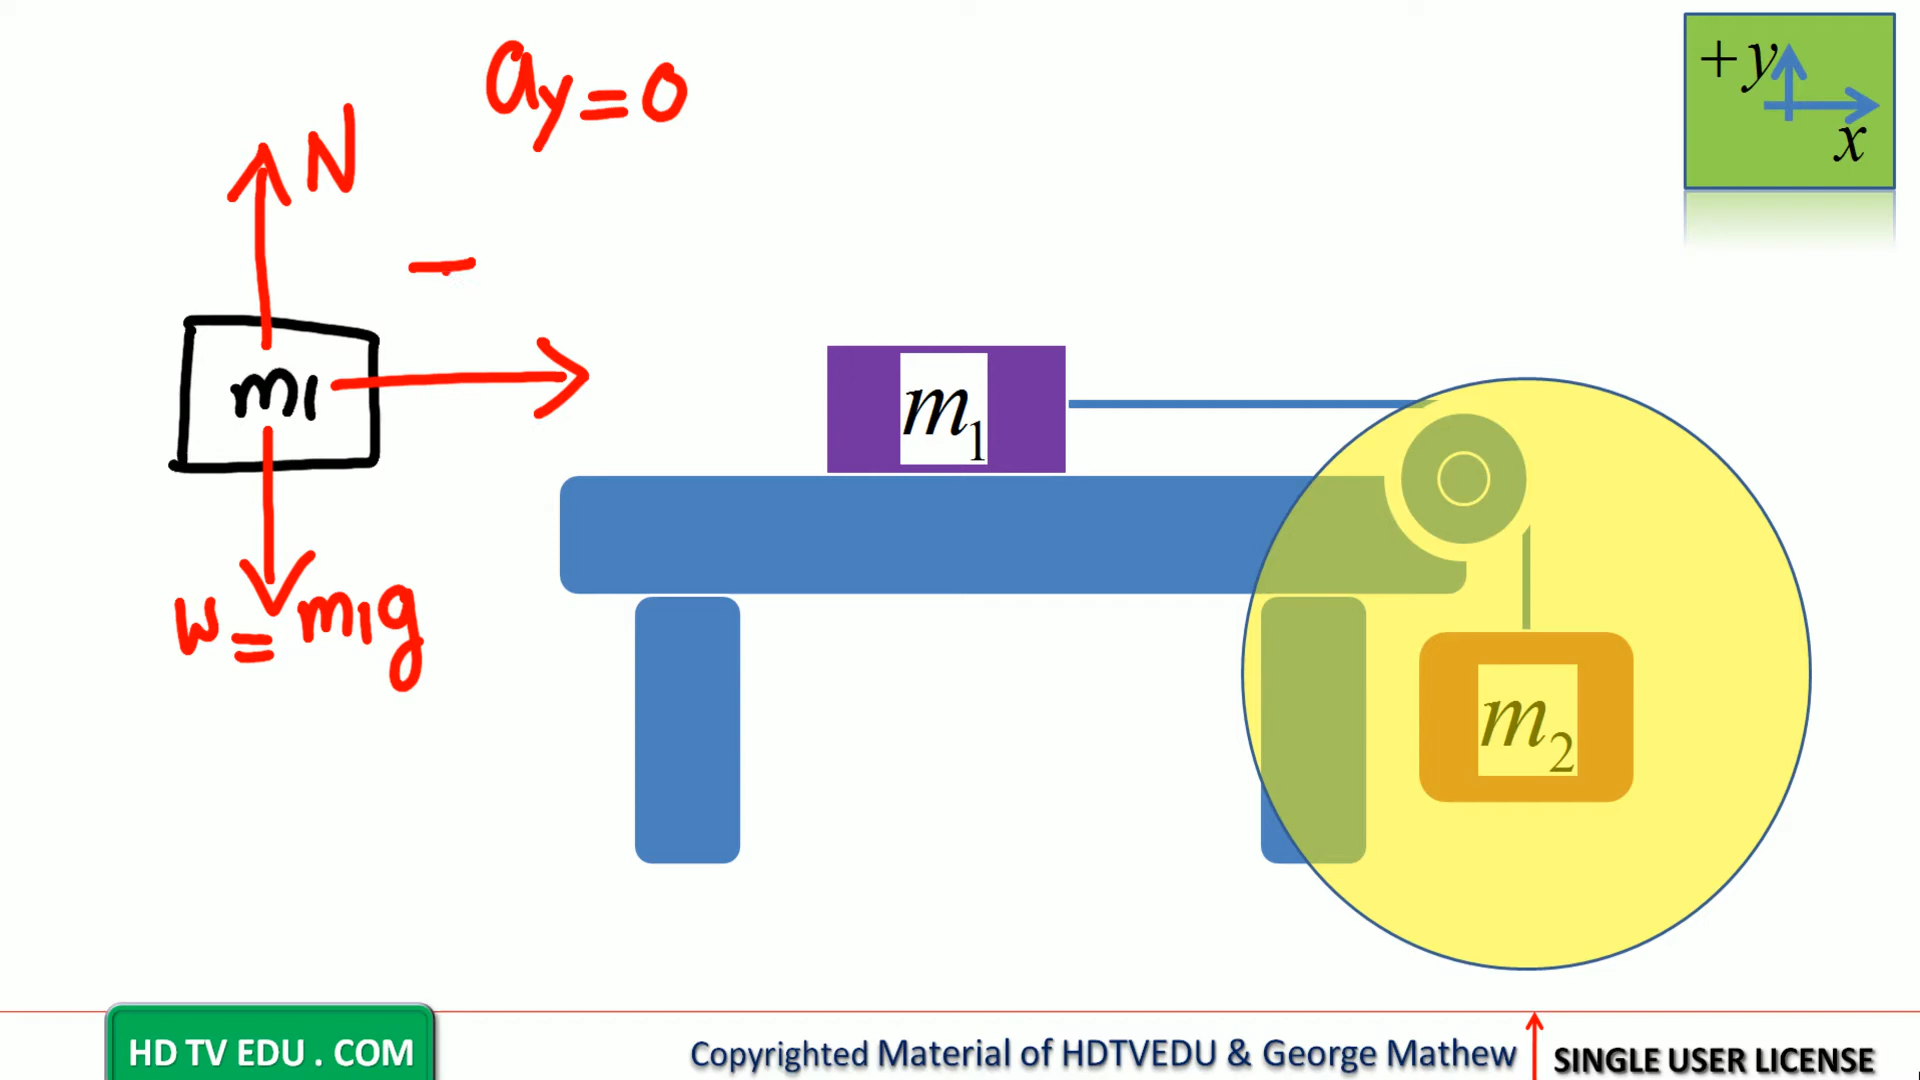 ay=0
N
+y
x
m1
m1
w=m1g
m2
HD TV EDU . COM
Copyrighted Material of HDTVEDU & George Mathew
SINGLE USER LICENSE